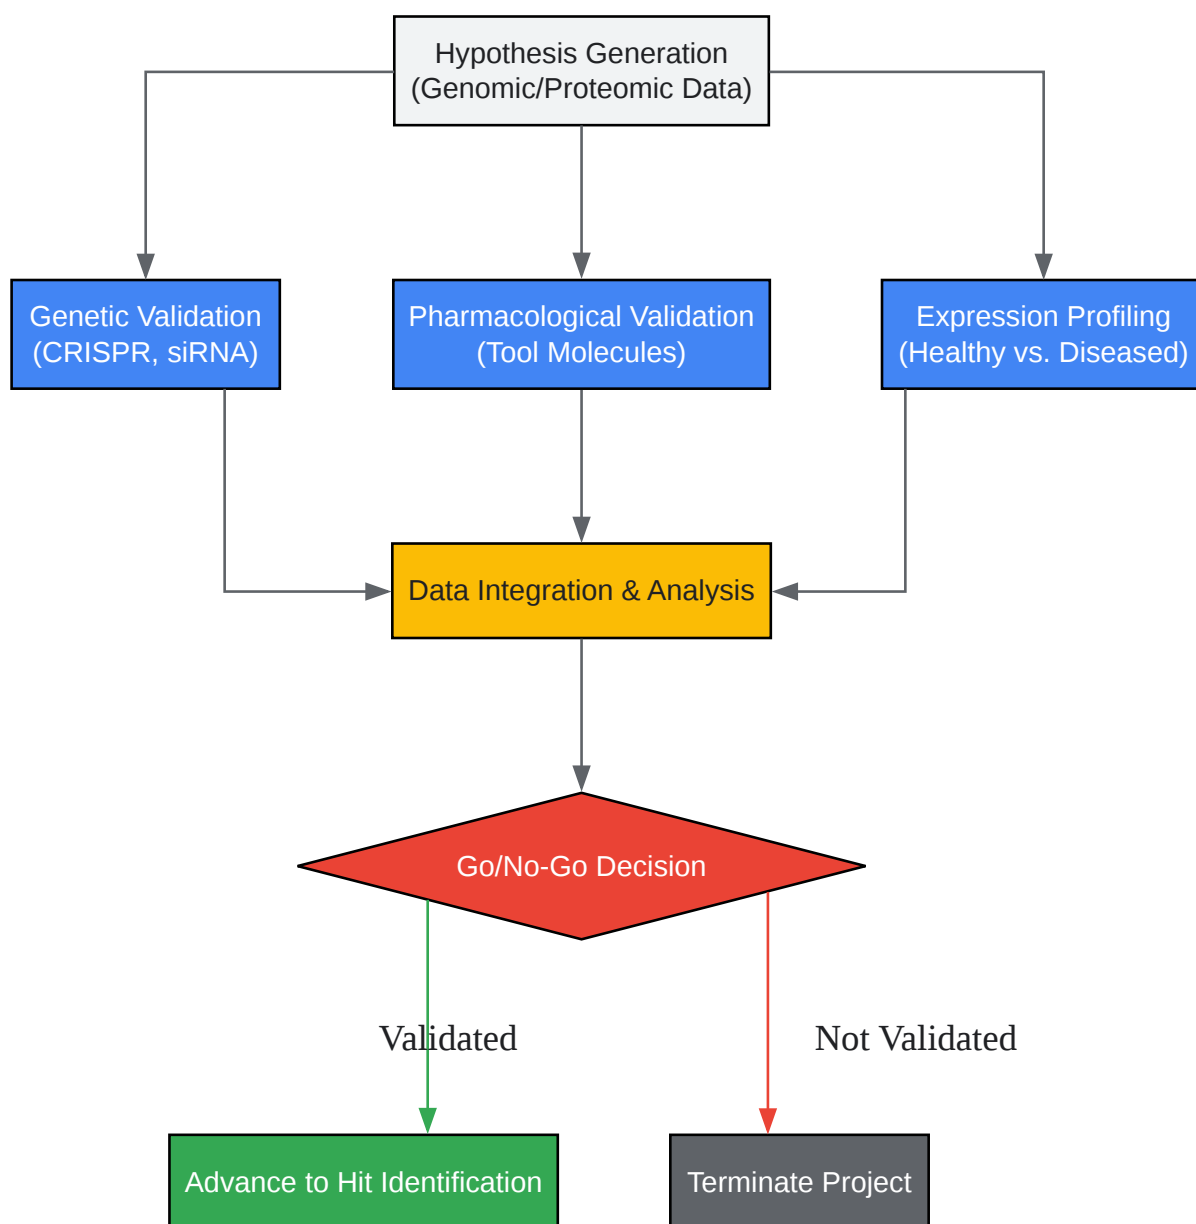 Hypothesis Generation
(Genomic/Proteomic Data)
Genetic Validation
(CRISPR, siRNA)
Pharmacological Validation
(Tool Molecules)
Expression Profiling
(Healthy vs. Diseased)
Data Integration & Analysis
Go/No-Go Decision
Validated
Not Validated
Advance to Hit Identification
Terminate Project